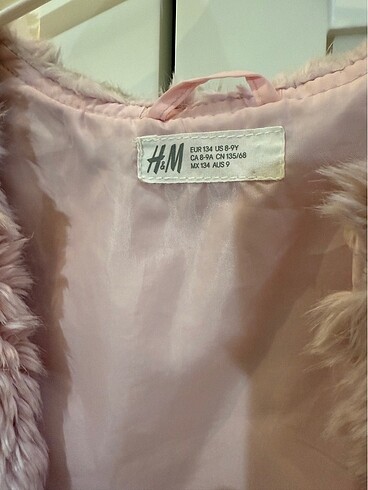 H&M
EUR 134 US 8-9Y
CA 8-9A CN 135/68
MX 134 AUS 9